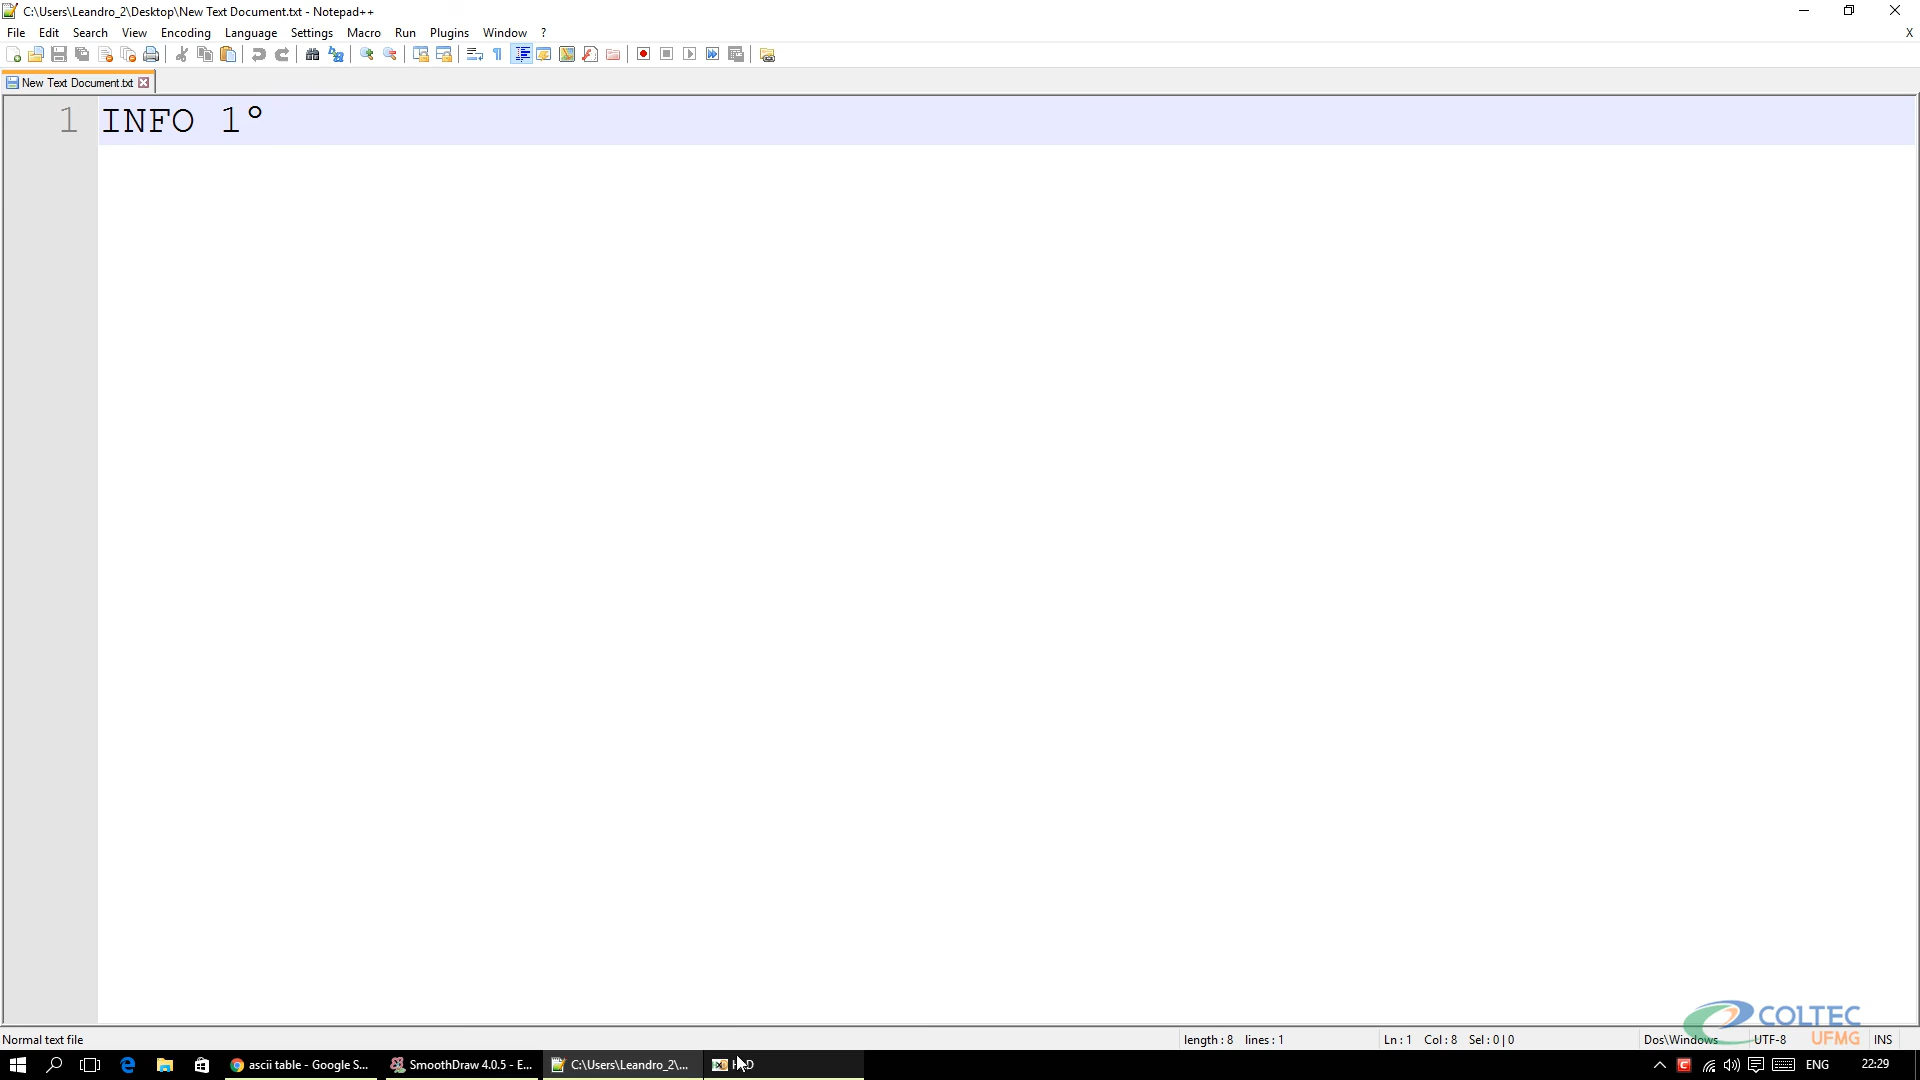 C:\Users\Leandro_2\Desktop\New Text Document.txt - Notepad++
File Edit Search View Encoding Language Settings Macro Run Plugins Window ? X
New Text Document.txt
1 INFO 1°
COLTEC
UFMG
Normal text file length : 8 lines : 1 Ln : 1 Col : 8 Sel : 0 | 0 Dos\Windows UTF-8 INS
ascii table - Google S... SmoothDraw 4.0.5 - E... C:\Users\Leandro_2\... ENG 22:29